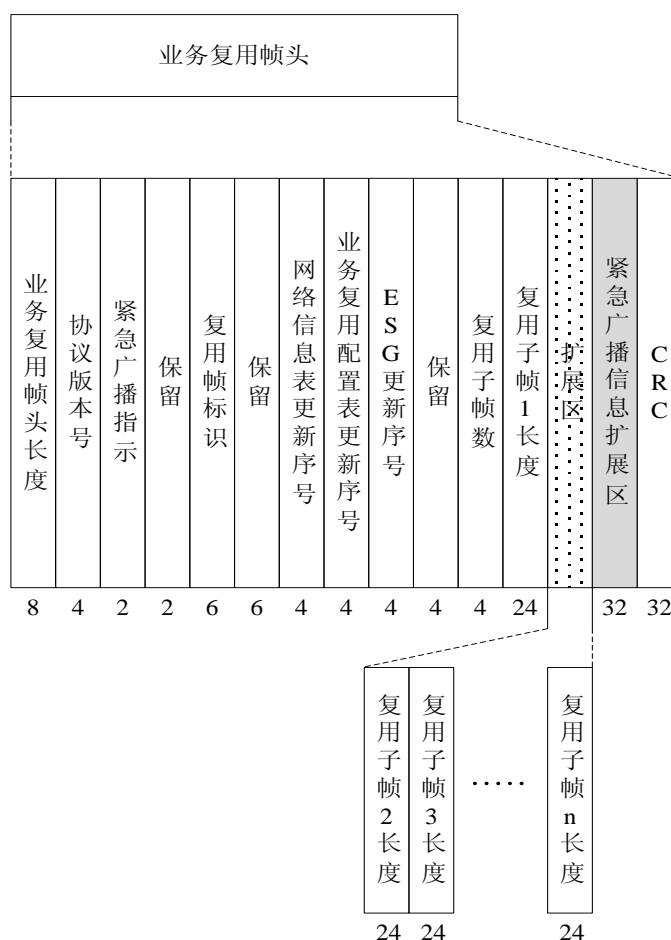 业务复用帧头
业务复用帧头长度
协议版本号
紧急广播指示
保留
复用帧标识
保留
网络信息表更新序号
业务复用配置表更新序号
ESG更新序号
保留
复用子帧数
复用子帧1长度
扩展区
紧急广播信息扩展区
CRC
8 4 2 2 6 6 4 4 4 4 4 24 32 32
复用子帧2长度
复用子帧3长度
·····
复用子帧n长度
24 24 24